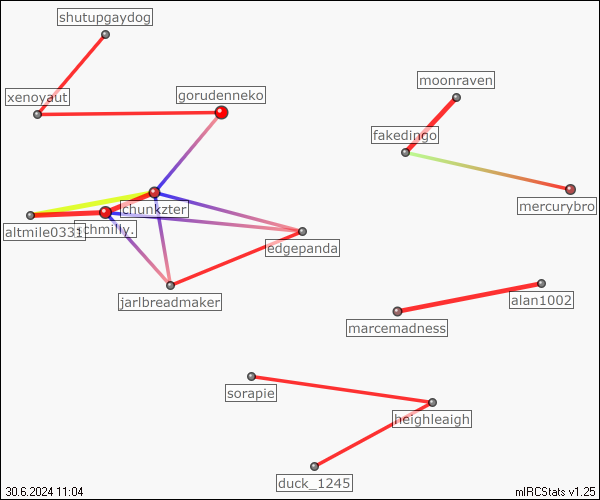 shutupgaydog
moonraven
xenoyaut
gorudenneko
fakedingo
mercurybro
chunkzter
altmile0331
schmilly.
edgepanda
jarlbreadmaker
alan1002
marcemadness
sorapie
heighleaigh
duck_1245
30.6.2024 11:04
mIRCStats v1.25